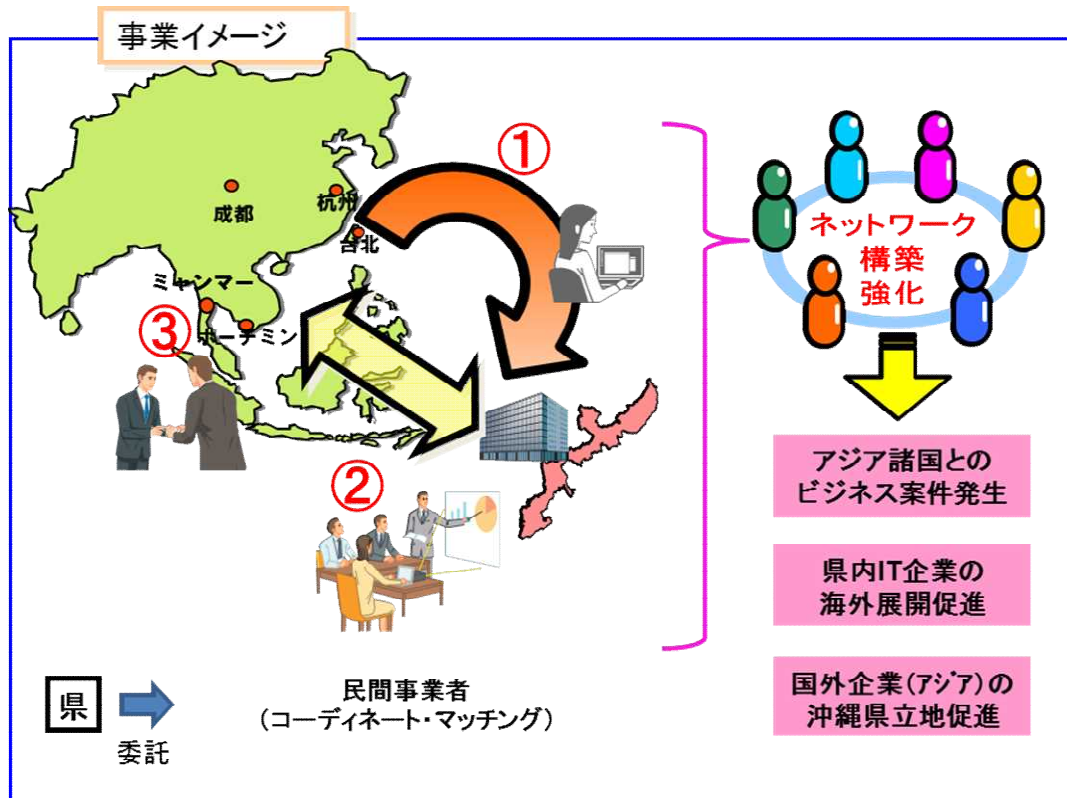 事業イメージ
①
成都
杭州
台北
ミャンマー
③
ホーチミン
②
ネットワーク
構築
強化
アジア諸国との
ビジネス案件発生
県内IT企業の
海外展開促進
国外企業(アジア)の
沖縄県立地促進
県
委託
民間事業者
(コーディネート・マッチング)